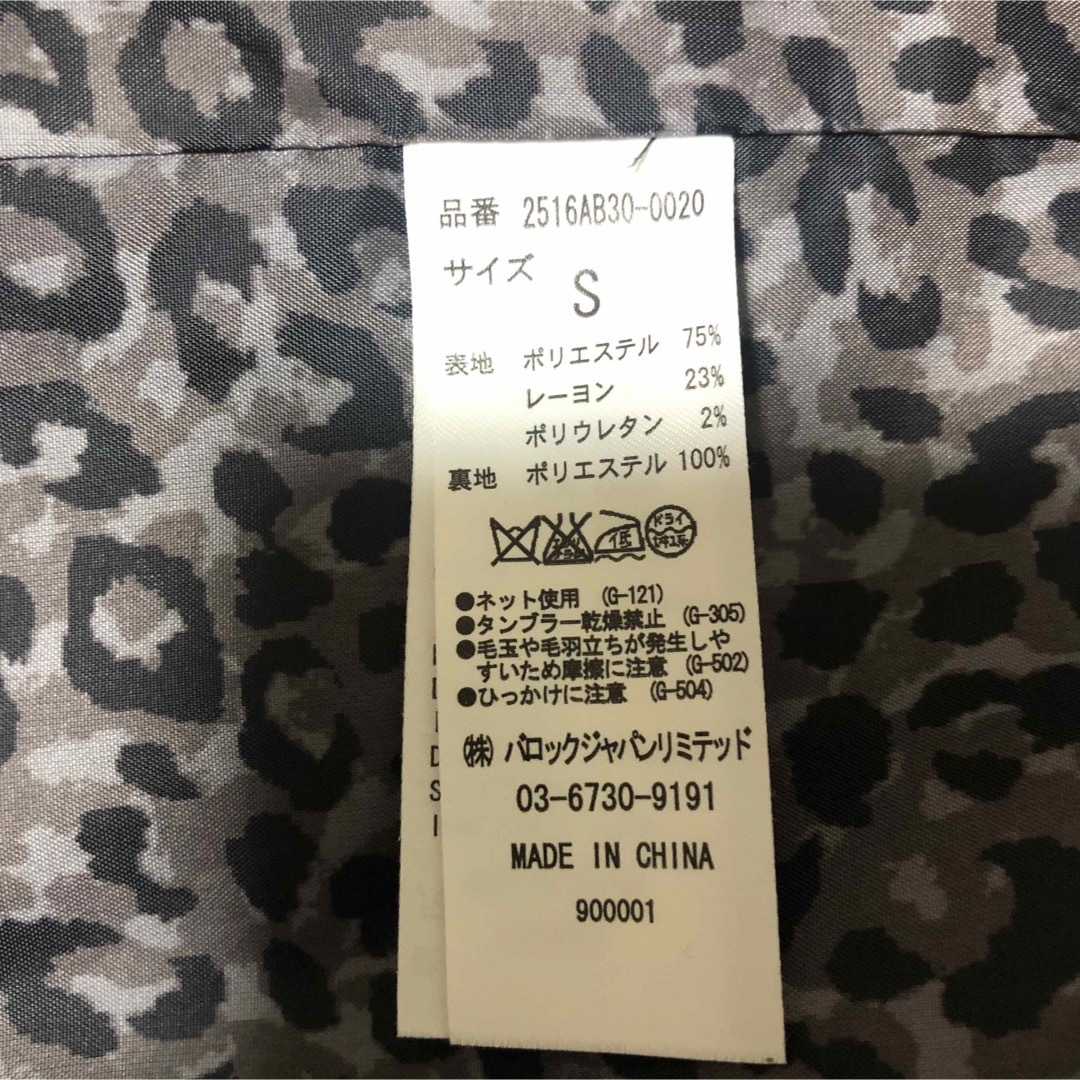 品番 2516AB30-0020
サイズ S
表地 ポリエステル 75%
レーヨン 23%
ポリウレタン 2%
裏地 ポリエステル 100%
低 ドライ
●ネット使用 (G-121)
●タンブラー乾燥禁止 (G-305)
●毛玉や毛羽立ちが発生しや
すいため摩擦に注意 (G-502)
●ひっかけに注意 (G-504)
㈱ バロックジャパンリミテッド
03-6730-9191
MADE IN CHINA
900001